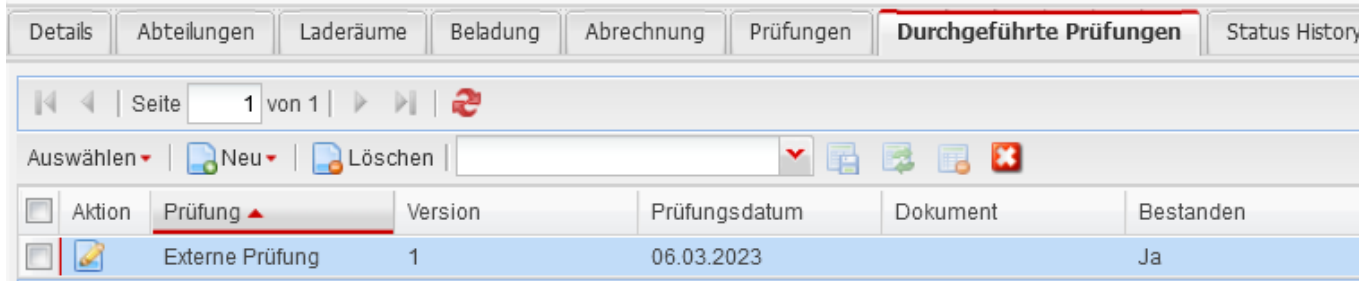 Details Abteilungen Laderäume Beladung Abrechnung Prüfungen Durchgeführte Prüfungen Status History
Seite 1 von 1
Auswählen Neu Löschen
Aktion Prüfung Version Prüfungsdatum Dokument Bestanden
Externe Prüfung 1 06.03.2023 Ja